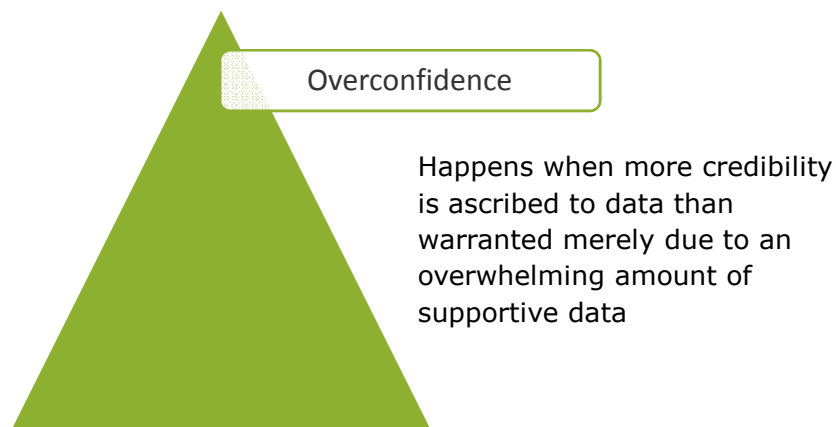 Overconfidence
Happens when more credibility
is ascribed to data than
warranted merely due to an
overwhelming amount of
supportive data